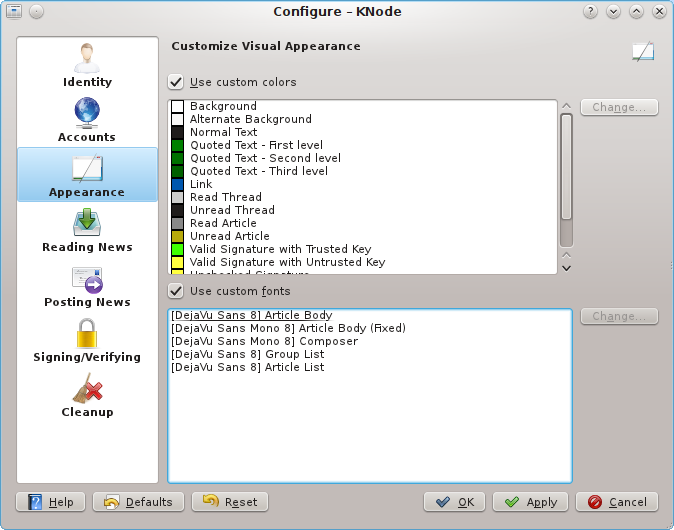 Configure – KNode
?
Customize Visual Appearance
Identity
Accounts
Appearance
Reading News
Posting News
Signing/Verifying
Cleanup
Use custom colors
Background
Alternate Background
Normal Text
Quoted Text - First level
Quoted Text - Second level
Quoted Text - Third level
Link
Read Thread
Unread Thread
Read Article
Unread Article
Valid Signature with Trusted Key
Valid Signature with Untrusted Key
Unchecked Signature
Change...
Use custom fonts
[DejaVu Sans 8] Article Body
[DejaVu Sans Mono 8] Article Body (Fixed)
[DejaVu Sans Mono 8] Composer
[DejaVu Sans 8] Group List
[DejaVu Sans 8] Article List
Change...
Help
Defaults
Reset
OK
Apply
Cancel